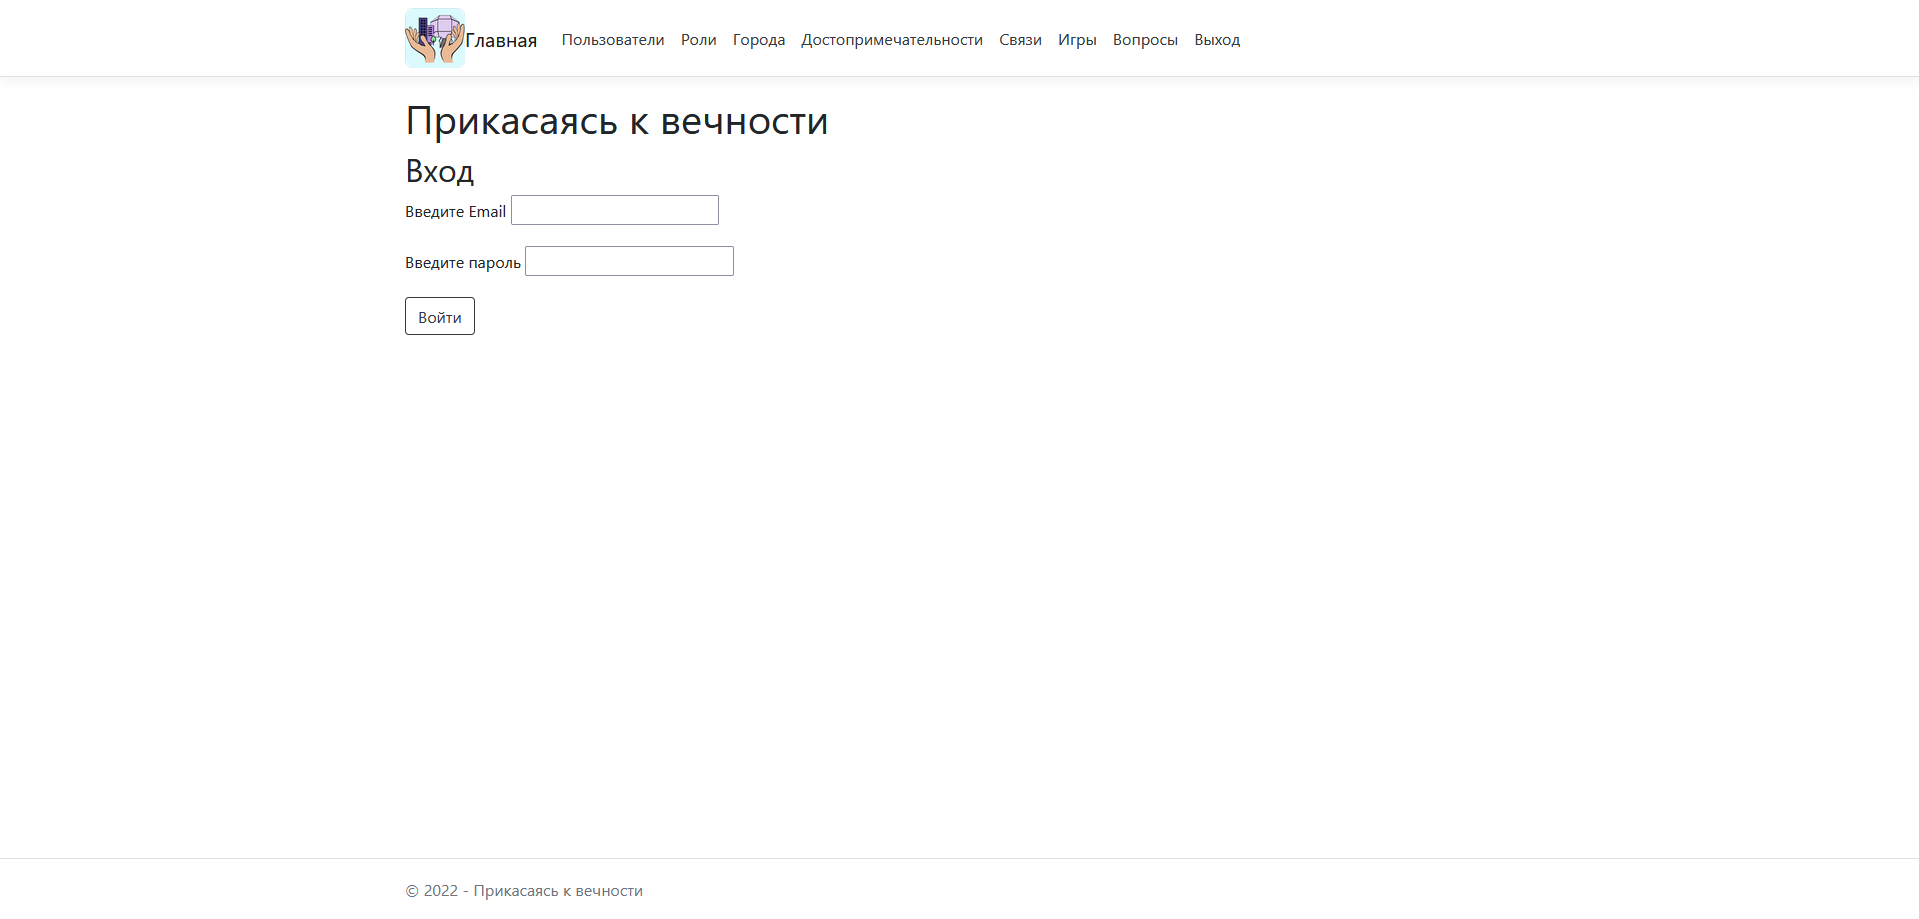 Главная Пользователи Роли Города Достопримечательности Связи Игры Вопросы Выход
Прикасаясь к вечности
Вход
Введите Email
Введите пароль
Войти
© 2022 - Прикасаясь к вечности